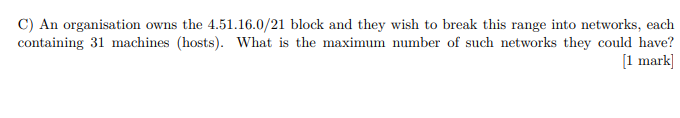 C) An organisation owns the 4.51.16.0/21 block and they wish to break this range into networks, each
containing 31 machines (hosts). What is the maximum number of such networks they could have?
[1 mark]